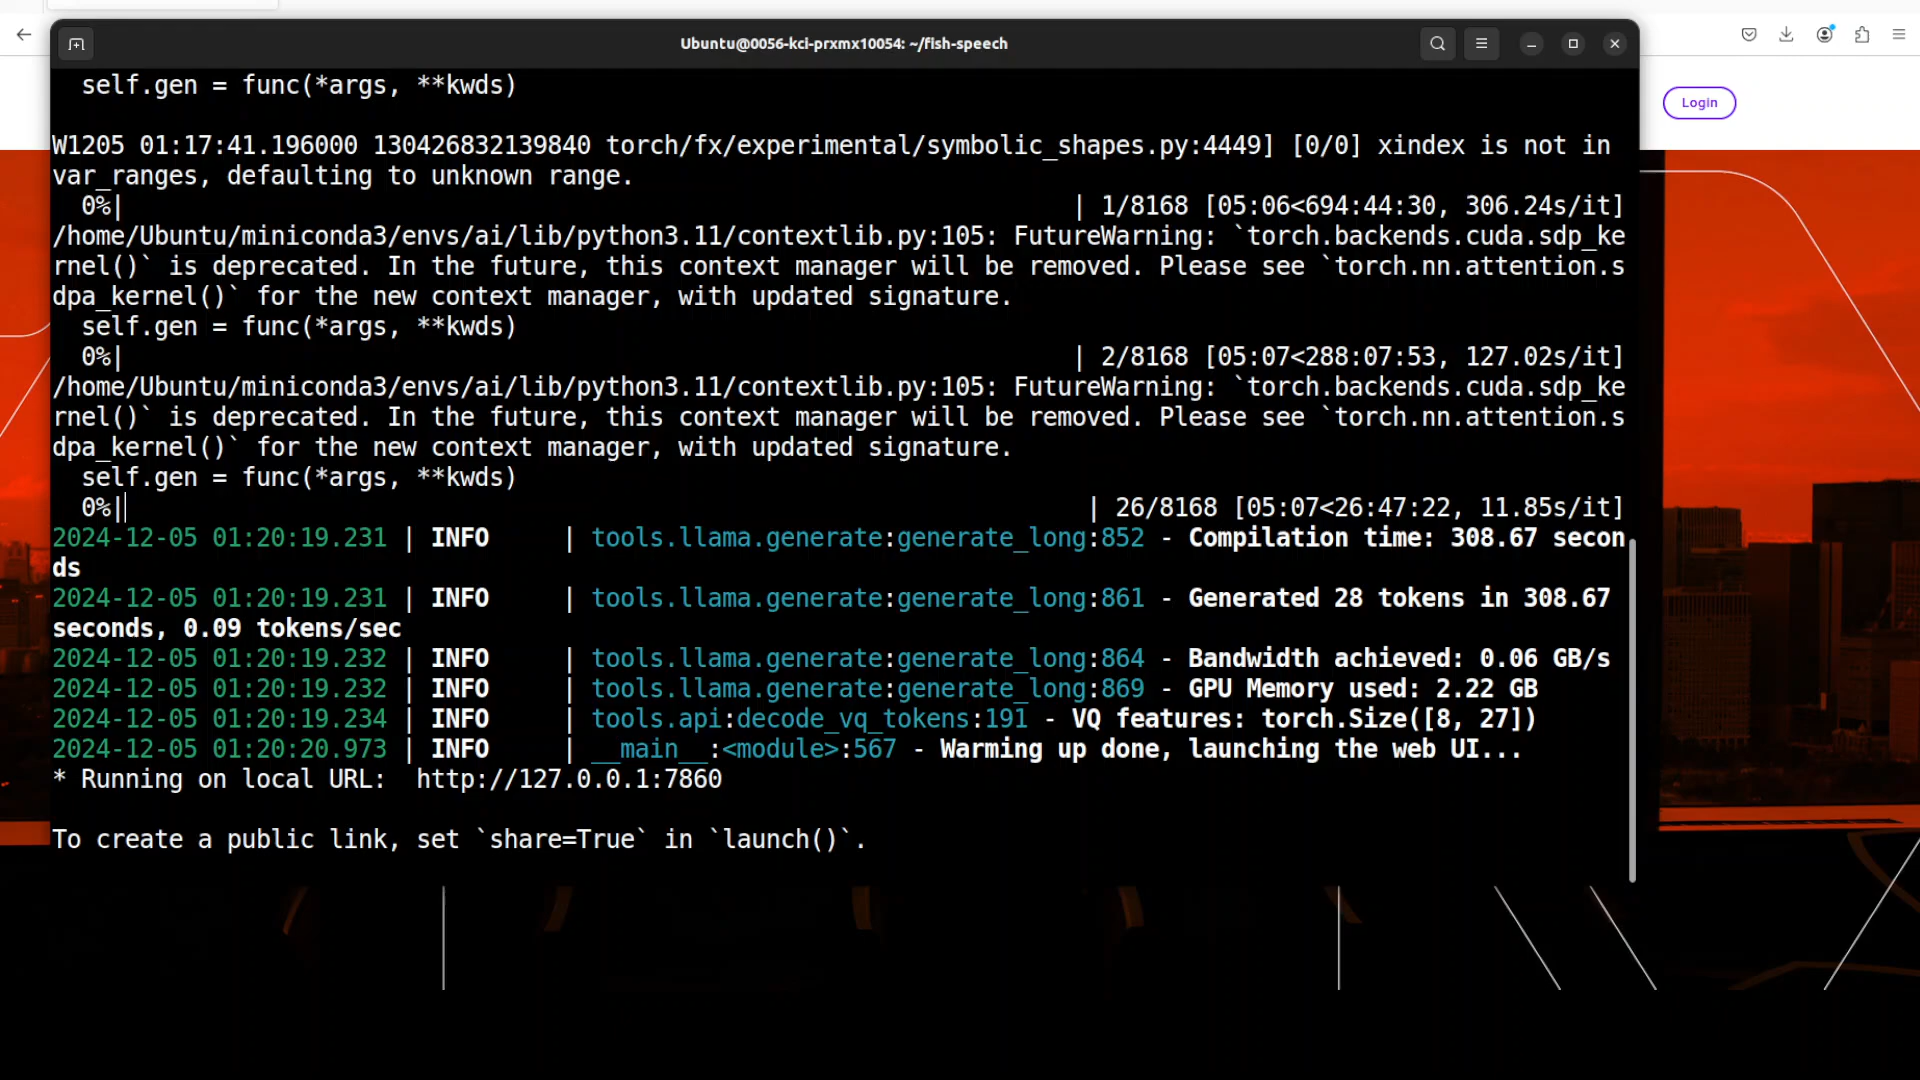 Ubuntu@0056-kci-prxmx10054: ~/fish-speech
Login
self.gen = func(*args, **kwds)
W1205 01:17:41.196000 130426832139840 torch/fx/experimental/symbolic_shapes.py:4449] [0/0] xindex is not in
var_ranges, defaulting to unknown range.
0%| | 1/8168 [05:06<694:44:30, 306.24s/it]
/home/Ubuntu/miniconda3/envs/ai/lib/python3.11/contextlib.py:105: FutureWarning: `torch.backends.cuda.sdp_ke
rnel()` is deprecated. In the future, this context manager will be removed. Please see `torch.nn.attention.s
dpa_kernel()` for the new context manager, with updated signature.
self.gen = func(*args, **kwds)
0%| | 2/8168 [05:07<288:07:53, 127.02s/it]
/home/Ubuntu/miniconda3/envs/ai/lib/python3.11/contextlib.py:105: FutureWarning: `torch.backends.cuda.sdp_ke
rnel()` is deprecated. In the future, this context manager will be removed. Please see `torch.nn.attention.s
dpa_kernel()` for the new context manager, with updated signature.
self.gen = func(*args, **kwds)
0%| | 26/8168 [05:07<26:47:22, 11.85s/it]
2024-12-05 01:20:19.231 | INFO | tools.llama.generate:generate_long:852 - Compilation time: 308.67 secon
ds
2024-12-05 01:20:19.231 | INFO | tools.llama.generate:generate_long:861 - Generated 28 tokens in 308.67
seconds, 0.09 tokens/sec
2024-12-05 01:20:19.232 | INFO | tools.llama.generate:generate_long:864 - Bandwidth achieved: 0.06 GB/s
2024-12-05 01:20:19.232 | INFO | tools.llama.generate:generate_long:869 - GPU Memory used: 2.22 GB
2024-12-05 01:20:19.234 | INFO | tools.api:decode_vq_tokens:191 - VQ features: torch.Size([8, 27])
2024-12-05 01:20:20.973 | INFO | __main__:<module>:567 - Warming up done, launching the web UI...
* Running on local URL: http://127.0.0.1:7860
To create a public link, set `share=True` in `launch()`.